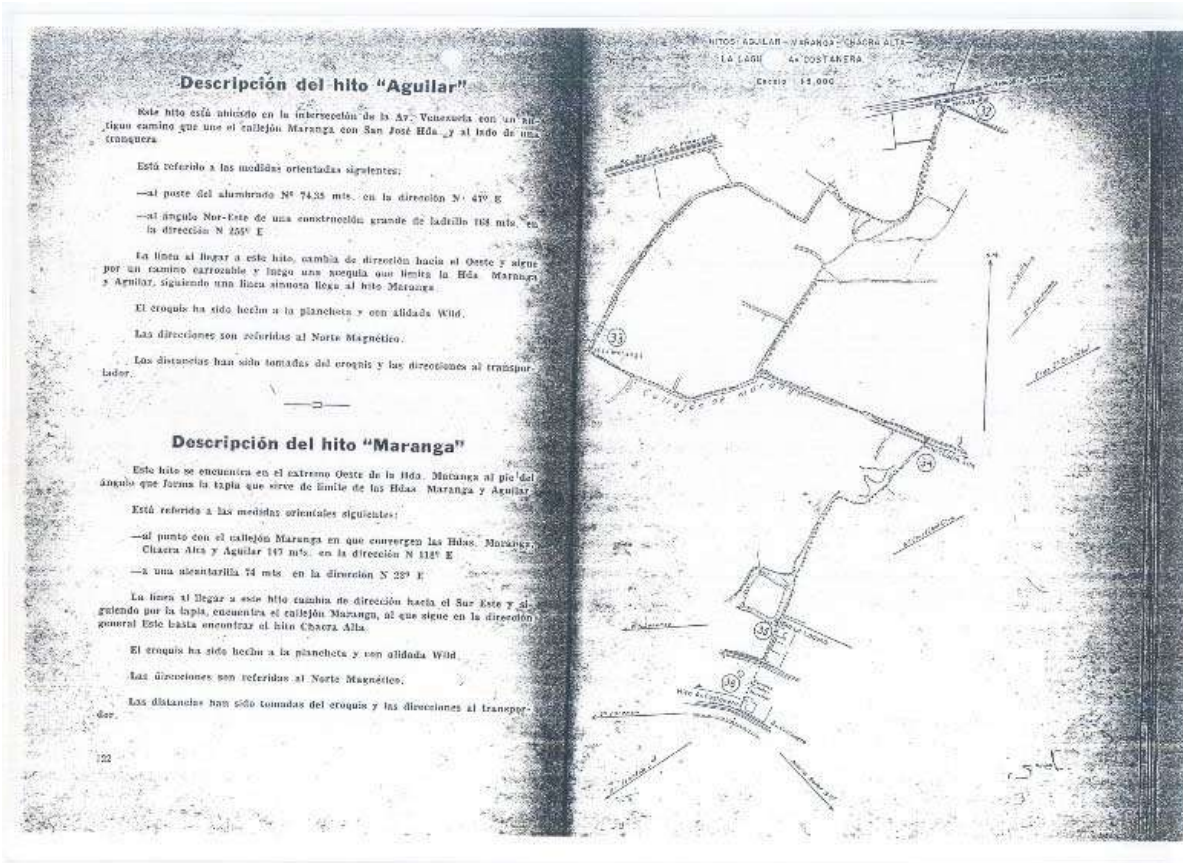 Descripción del hito "Aguilar"
Este hito está ubicado en la intersección de la Av. Venezuela con un an-
tiguo camino que une el callejón Maranga con San José Hda. y al lado de una
tranquera.
Está referido a las medidas orientadas siguientes:
—al poste del alumbrado Nº 74,35 mts. en la dirección N 47º E
—al ángulo Nor-Este de una construcción grande de ladrillo 168 mts. en
la dirección N 255º E
La línea al llegar a este hito, cambia de dirección hacia el Oeste y sigue
por un camino carrozable y luego una acequia que limita la Hda. Maranga
y Aguilar, siguiendo una línea sinuosa llega al hito Maranga.
El croquis ha sido hecho a la plancheta y con alidada Wild.
Las direcciones son referidas al Norte Magnético.
Las distancias han sido tomadas del croquis y las direcciones al transpor-
tador.
Descripción del hito "Maranga"
Este hito se encuentra en el extremo Oeste de la Hda. Maranga al pie del
ángulo que forma la tapia que sirve de límite de las Hdas. Maranga y Aguilar
Está referido a las medidas orientales siguientes:
—al punto con el callejón Maranga en que convergen las Hdas. Maranga,
Chacra Alta y Aguilar 147 mts. en la dirección N 118º E
—a una alcantarilla 74 mts. en la dirección N 28º E
La línea al llegar a este hito cambia de dirección hacia el Sur Este y si-
guiendo por la tapia, encuentra el callejón Maranga, al que sigue en la dirección
general Este hasta encontrar el hito Chacra Alta.
El croquis ha sido hecho a la plancheta y con alidada Wild.
Las direcciones son referidas al Norte Magnético.
Las distancias han sido tomadas del croquis y las direcciones al transpor-
dor.
122
HITOS: AGUILAR - MARANGA - CHACRA ALTA -
LA LAGU AV COSTANERA
Escala 1:5,000
32
33
Hito Maranga
Callejón de Maranga
34
35
Laguna
36
Hito Av Costanera